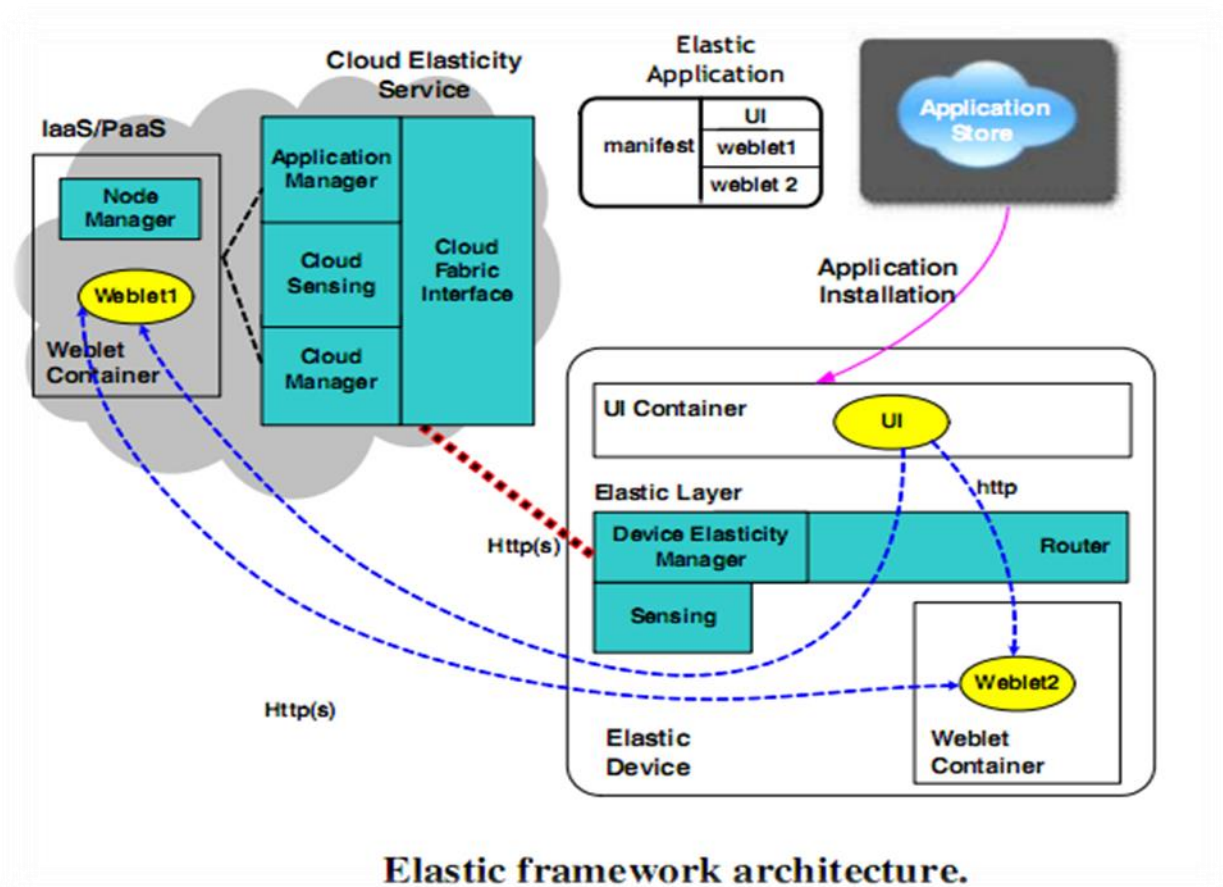 Cloud Elasticity
Service
IaaS/PaaS
Node
Manager
Weblet1
Weblet
Container
Application
Manager
Cloud
Sensing
Cloud
Manager
Cloud
Fabric
Interface
Elastic
Application
manifest
UI
weblet1
weblet 2
Application
Store
Application
Installation
UI Container
UI
http
Elastic Layer
Device Elasticity
Manager
Router
Sensing
Http(s)
Http(s)
Weblet2
Weblet
Container
Elastic
Device
Elastic framework architecture.